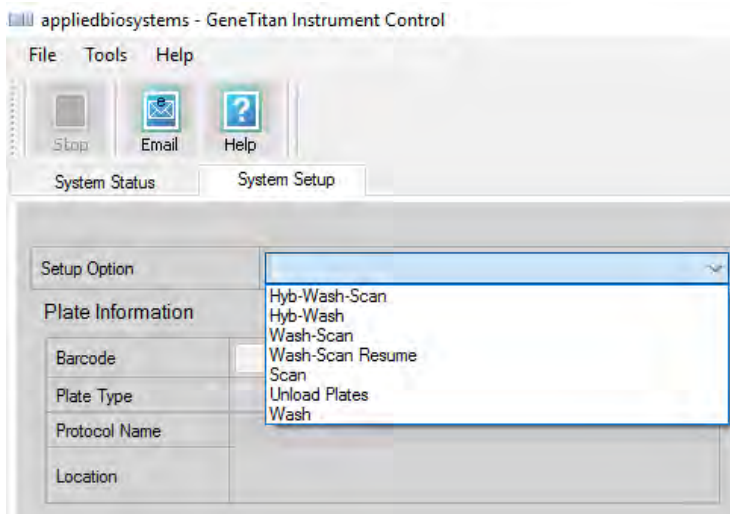 appliedbiosystems - GeneTitan Instrument Control
File Tools Help
Stop Email Help
System Status System Setup
Setup Option
Hyb-Wash-Scan
Hyb-Wash
Wash-Scan
Wash-Scan Resume
Scan
Unload Plates
Wash
Plate Information
Barcode
Plate Type
Protocol Name
Location